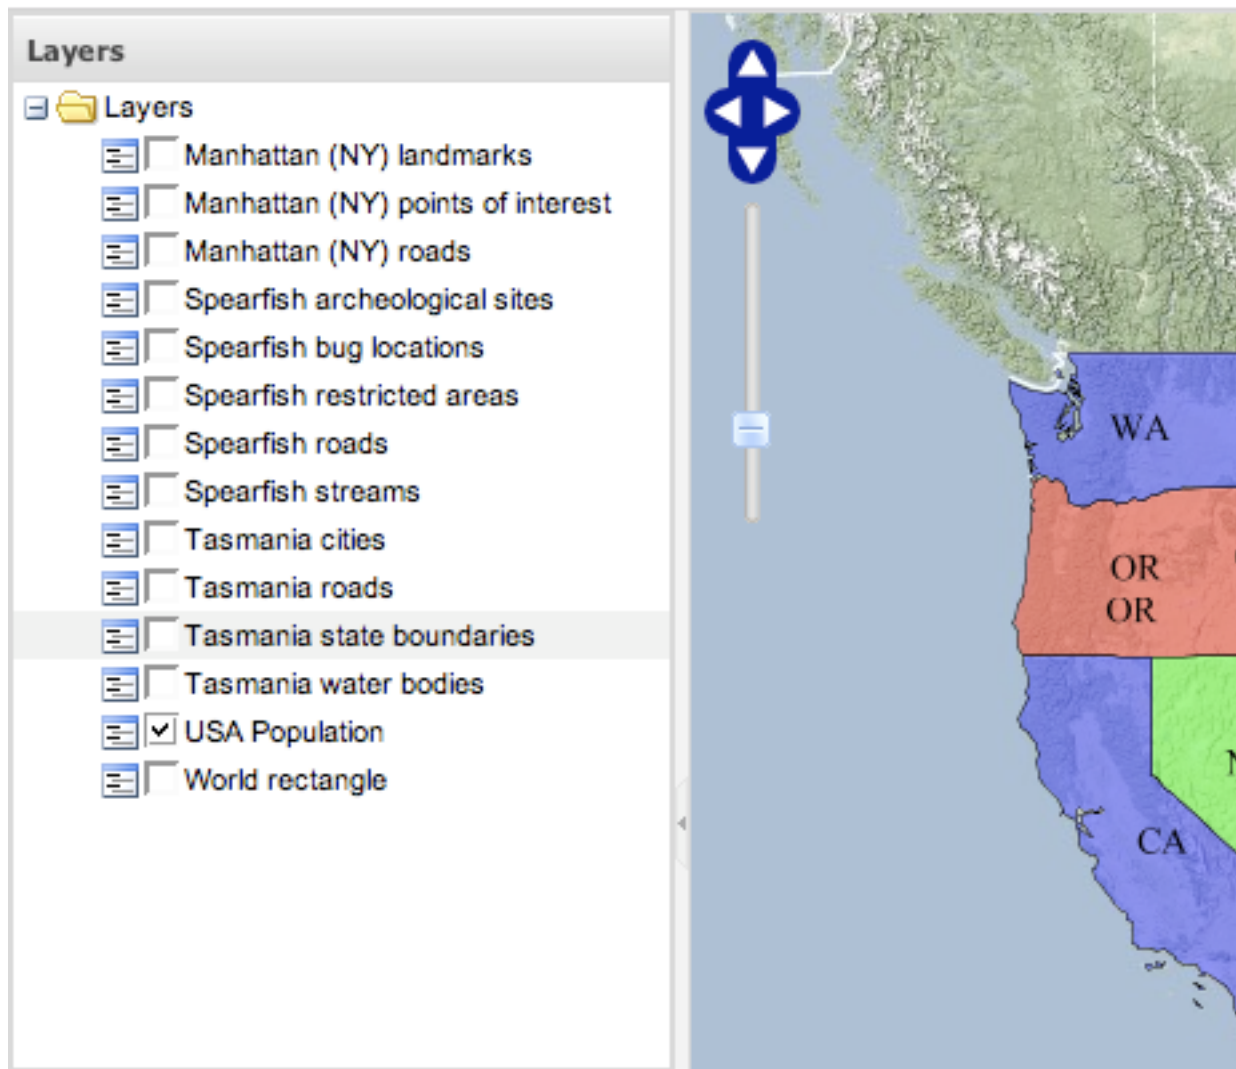 Layers
Layers
Manhattan (NY) landmarks
Manhattan (NY) points of interest
Manhattan (NY) roads
Spearfish archeological sites
Spearfish bug locations
Spearfish restricted areas
Spearfish roads
Spearfish streams
Tasmania cities
Tasmania roads
Tasmania state boundaries
Tasmania water bodies
USA Population
World rectangle
WA
OR
OR
CA